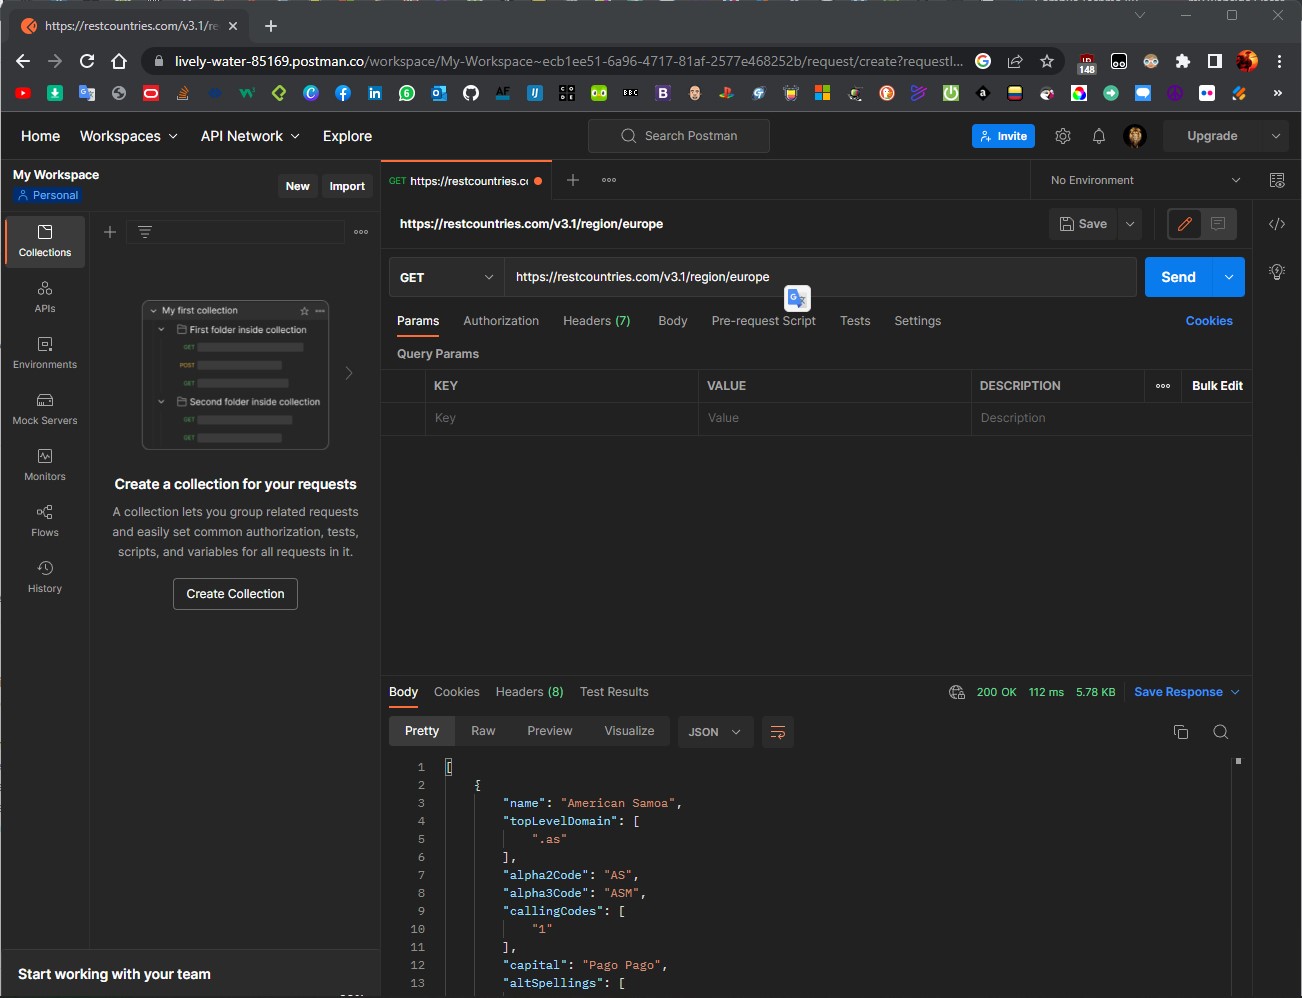 https://restcountries.com/v3.1/re
lively-water-85169.postman.co/workspace/My-Workspace~ecb1ee51-6a96-4717-81af-2577e468252b/request/create?requestI...
148
Home
Workspaces
API Network
Explore
Search Postman
Invite
Upgrade
My Workspace
Personal
New
Import
GET https://restcountries.cc
No Environment
https://restcountries.com/v3.1/region/europe
Save
GET
https://restcountries.com/v3.1/region/europe
Send
Params
Authorization
Headers (7)
Body
Pre-request Script
Tests
Settings
Cookies
Query Params
KEY
VALUE
DESCRIPTION
Bulk Edit
Key
Value
Description
Collections
APIs
Environments
Mock Servers
Monitors
Flows
History
My first collection
First folder inside collection
GET
POST
GET
Second folder inside collection
GET
GET
Create a collection for your requests
A collection lets you group related requests
and easily set common authorization, tests,
scripts, and variables for all requests in it.
Create Collection
Start working with your team
Body
Cookies
Headers (8)
Test Results
200 OK
112 ms
5.78 KB
Save Response
Pretty
Raw
Preview
Visualize
JSON
1 [
2 {
3 "name": "American Samoa",
4 "topLevelDomain": [
5 ".as"
6 ],
7 "alpha2Code": "AS",
8 "alpha3Code": "ASM",
9 "callingCodes": [
10 "1"
11 ],
12 "capital": "Pago Pago",
13 "altSpellings": [